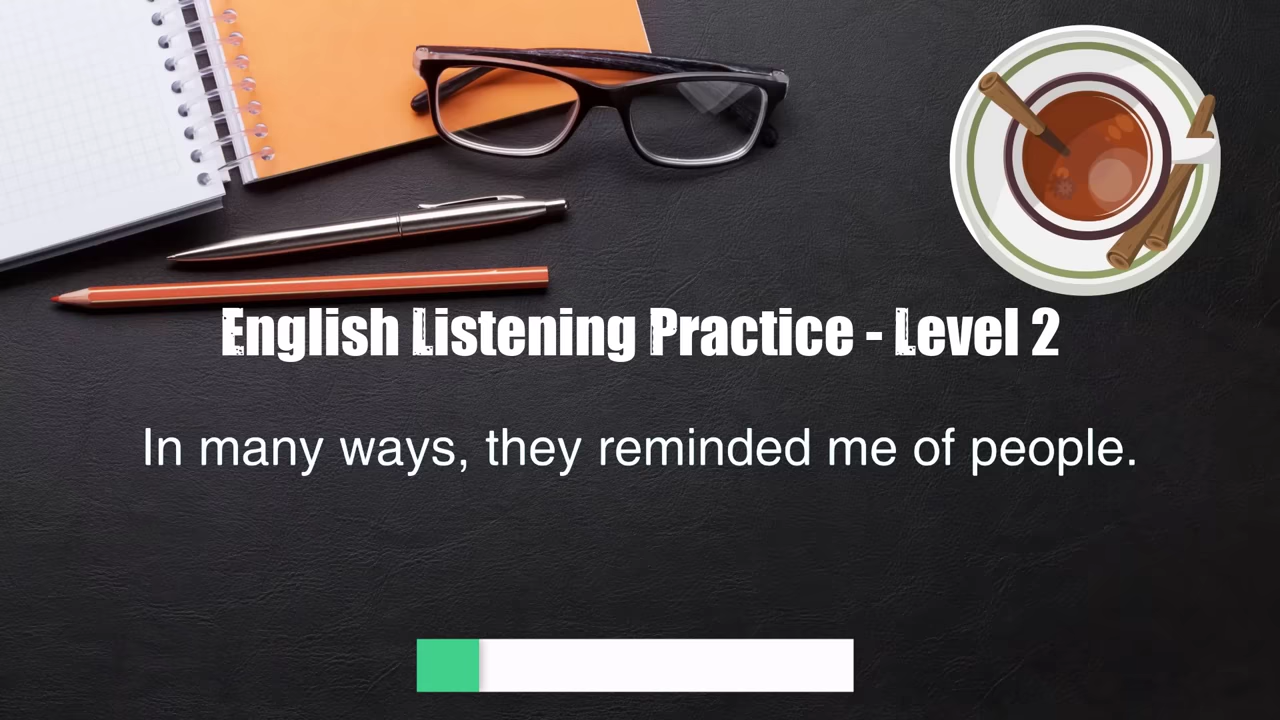 English Listening Practice - Level 2
In many ways, they reminded me of people.